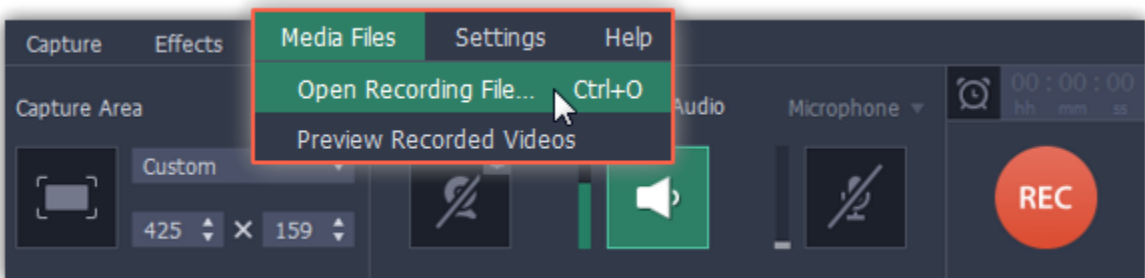 Capture Effects Media Files Settings Help
Open Recording File... Ctrl+O
Preview Recorded Videos
Capture Area Audio Microphone
00:00:00
hh mm ss
Custom
425 × 159
REC